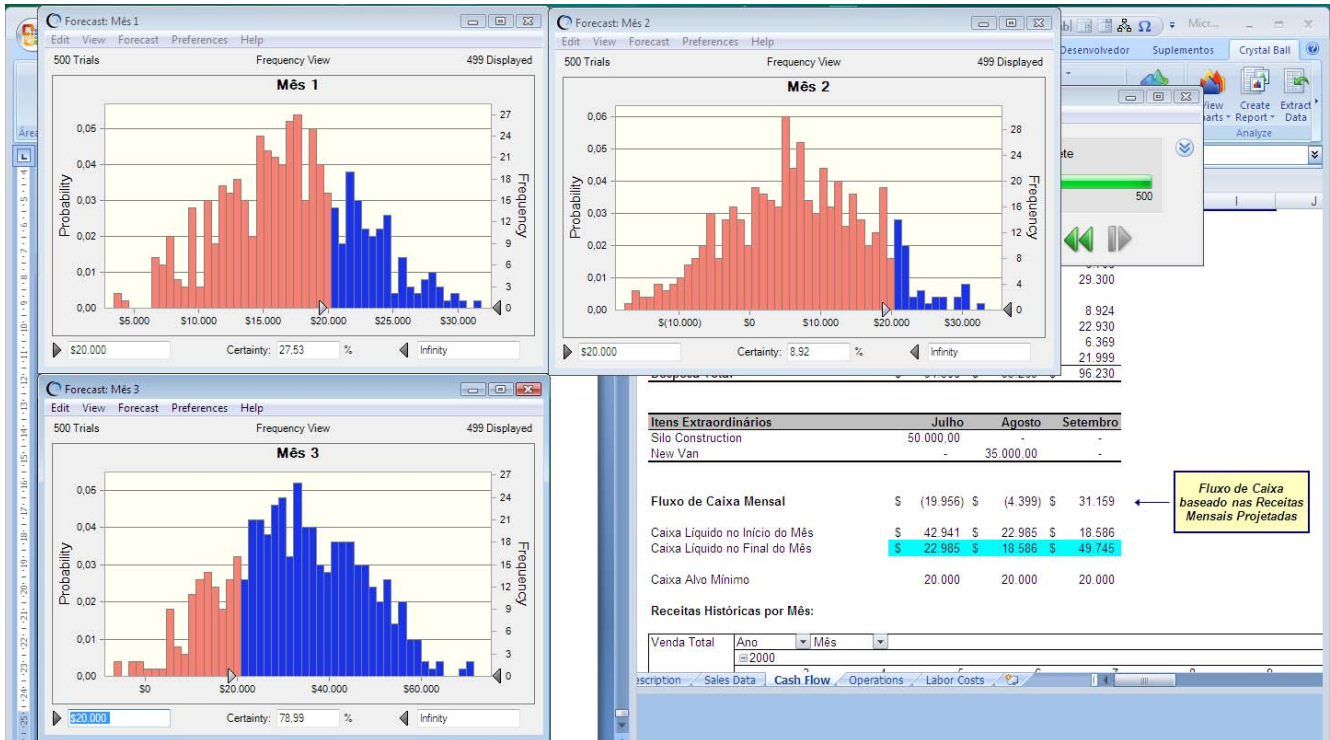 Forecast: Mês 1
Edit View Forecast Preferences Help
500 Trials Frequency View 499 Displayed
Mês 1
Probability
0,05
0,04
0,03
0,02
0,01
0,00
27
24
21
18
15
12
9
6
3
0
Frequency
$5.000 $10.000 $15.000 $20.000 $25.000 $30.000
$20.000 Certainty: 27,53 % Infinity
Forecast: Mês 2
Edit View Forecast Preferences Help
500 Trials Frequency View 499 Displayed
Mês 2
Probability
0,06
0,05
0,04
0,03
0,02
0,01
0,00
28
24
20
16
12
8
4
0
Frequency
$(10.000) $0 $10.000 $20.000 $30.000
$20.000 Certainty: 8,92 % Infinity
Forecast: Mês 3
Edit View Forecast Preferences Help
500 Trials Frequency View 499 Displayed
Mês 3
Probability
0,05
0,04
0,03
0,02
0,01
0,00
27
24
21
18
15
12
9
6
3
0
Frequency
$0 $20.000 $40.000 $60.000
$20.000 Certainty: 78,99 % Infinity
Micr...
Desenvolvedor Suplementos Crystal Ball
View Create Extract
Report Data
Analyze
500
I J
29.300
8.924
22.930
6.369
21.999
96.230
Itens Extraordinários Julho Agosto Setembro
Silo Construction 50.000,00 - -
New Van - 35.000,00 -
Fluxo de Caixa Mensal $ (19.956) $ (4.399) $ 31.159
Fluxo de Caixa
baseado nas Receitas
Mensais Projetadas
Caixa Líquido no Início do Mês $ 42.941 $ 22.985 $ 18.586
Caixa Líquido no Final do Mês $ 22.985 $ 18.586 $ 49.745
Caixa Alvo Mínimo 20.000 20.000 20.000
Receitas Históricas por Mês:
Venda Total Ano Mês
2000
Sales Data Cash Flow Operations Labor Costs